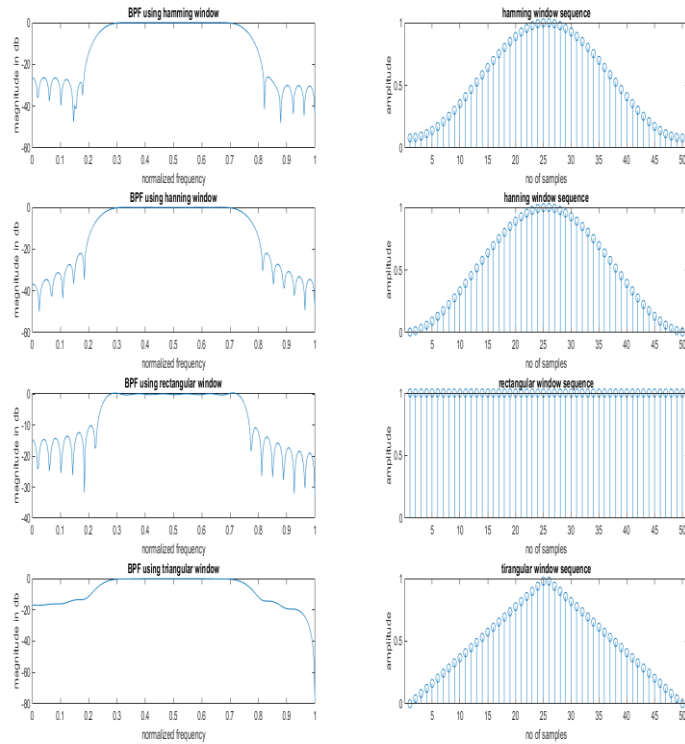 BPF using hamming window
magnitude in db
0
-20
-40
-60
0 0.1 0.2 0.3 0.4 0.5 0.6 0.7 0.8 0.9 1
normalized frequency
hamming window sequence
amplitude
1
0.5
0
5 10 15 20 25 30 35 40 45 50
no of samples
BPF using hanning window
magnitude in db
0
-20
-40
-60
0 0.1 0.2 0.3 0.4 0.5 0.6 0.7 0.8 0.9 1
normalized frequency
hanning window sequence
amplitude
1
0.5
0
5 10 15 20 25 30 35 40 45 50
no of samples
BPF using rectangular window
magnitude in db
0
-10
-20
-30
-40
0 0.1 0.2 0.3 0.4 0.5 0.6 0.7 0.8 0.9 1
normalized frequency
rectangular window sequence
amplitude
1
0.5
0
5 10 15 20 25 30 35 40 45 50
no of samples
BPF using triangular window
magnitude in db
0
-20
-40
-60
-80
0 0.1 0.2 0.3 0.4 0.5 0.6 0.7 0.8 0.9 1
normalized frequency
tirangular window sequence
amplitude
1
0.5
0
5 10 15 20 25 30 35 40 45 50
no of samples